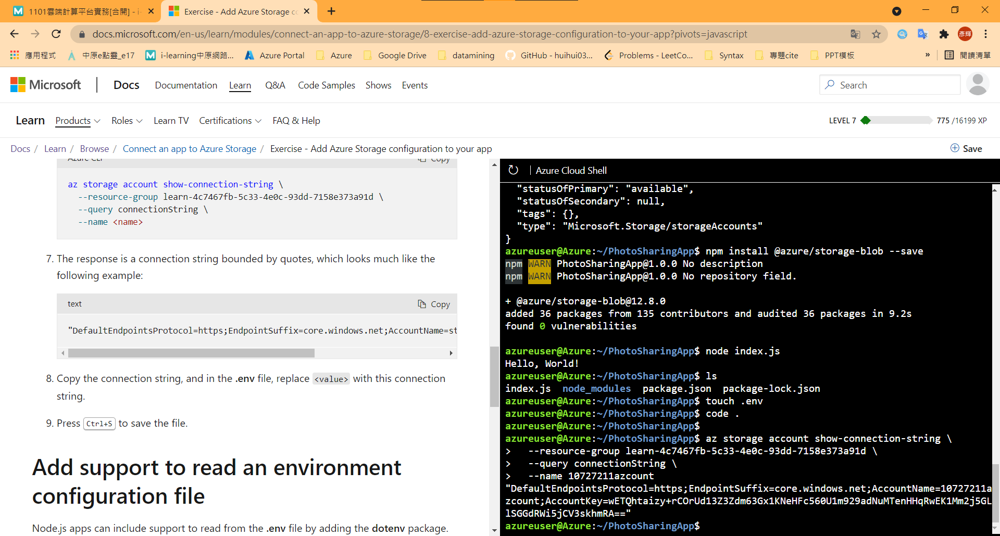 1101雲端計算平台實務[合開] - i-
Exercise - Add Azure Storage co
docs.microsoft.com/en-us/learn/modules/connect-an-app-to-azure-storage/8-exercise-add-azure-storage-configuration-to-your-app?pivots=javascript
彥輝
應用程式
中原e點靈_e17
i-learning中原網路...
Azure Portal
Azure
Google Drive
datamining
GitHub - huihui03...
Problems - LeetCo...
Syntax
專題cite
PPT模板
»
閱讀清單
Microsoft
Docs
Documentation
Learn
Q&A
Code Samples
Shows
Events
Search
Learn
Products
Roles
Learn TV
Certifications
FAQ & Help
LEVEL 7
775 /16199 XP
Docs / Learn / Browse / Connect an app to Azure Storage / Exercise - Add Azure Storage configuration to your app
Save
Azure CLI
Copy
az storage account show-connection-string \
--resource-group learn-4c7467fb-5c33-4e0c-93dd-7158e373a91d \
--query connectionString \
--name <name>
7. The response is a connection string bounded by quotes, which looks much like the
following example:
text
Copy
"DefaultEndpointsProtocol=https;EndpointSuffix=core.windows.net;AccountName=st
8. Copy the connection string, and in the .env file, replace <value> with this connection
string.
9. Press Ctrl+S to save the file.
Add support to read an environment
configuration file
Node.js apps can include support to read from the .env file by adding the dotenv package.
Azure Cloud Shell
"statusOfPrimary": "available",
"statusOfSecondary": null,
"tags": {},
"type": "Microsoft.Storage/storageAccounts"
}
azureuser@Azure:~/PhotoSharingApp$ npm install @azure/storage-blob --save
npm WARN PhotoSharingApp@1.0.0 No description
npm WARN PhotoSharingApp@1.0.0 No repository field.
+ @azure/storage-blob@12.8.0
added 36 packages from 135 contributors and audited 36 packages in 9.2s
found 0 vulnerabilities
azureuser@Azure:~/PhotoSharingApp$ node index.js
Hello, World!
azureuser@Azure:~/PhotoSharingApp$ ls
index.js node_modules package.json package-lock.json
azureuser@Azure:~/PhotoSharingApp$ touch .env
azureuser@Azure:~/PhotoSharingApp$ code .
azureuser@Azure:~/PhotoSharingApp$
azureuser@Azure:~/PhotoSharingApp$ az storage account show-connection-string \
> --resource-group learn-4c7467fb-5c33-4e0c-93dd-7158e373a91d \
> --query connectionString \
> --name 10727211azcount
"DefaultEndpointsProtocol=https;EndpointSuffix=core.windows.net;AccountName=10727211a
zcount;AccountKey=wETQhtaizy+rCOrUd13Z3Zdm63Gx1KNeHFc560U1m929adNuMTenHHqRwEK1Mm2j5GL
lSGGdRWi5jCV3skhmRA=="
azureuser@Azure:~/PhotoSharingApp$